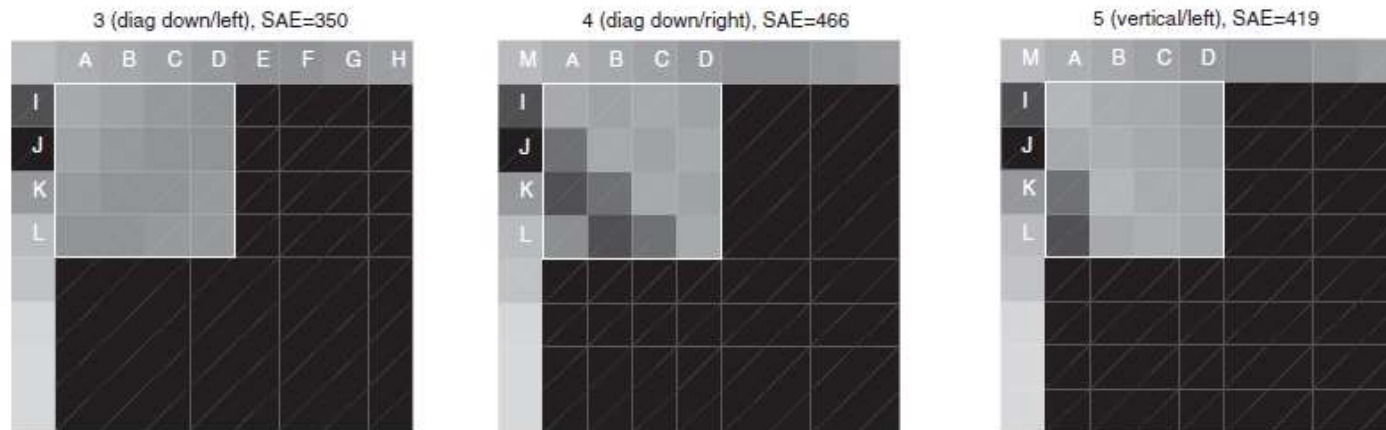 3 (diag down/left), SAE=350
4 (diag down/right), SAE=466
5 (vertical/left), SAE=419
A B C D E F G H
M A B C D
M A B C D
I
I
I
J
J
J
K
K
K
L
L
L